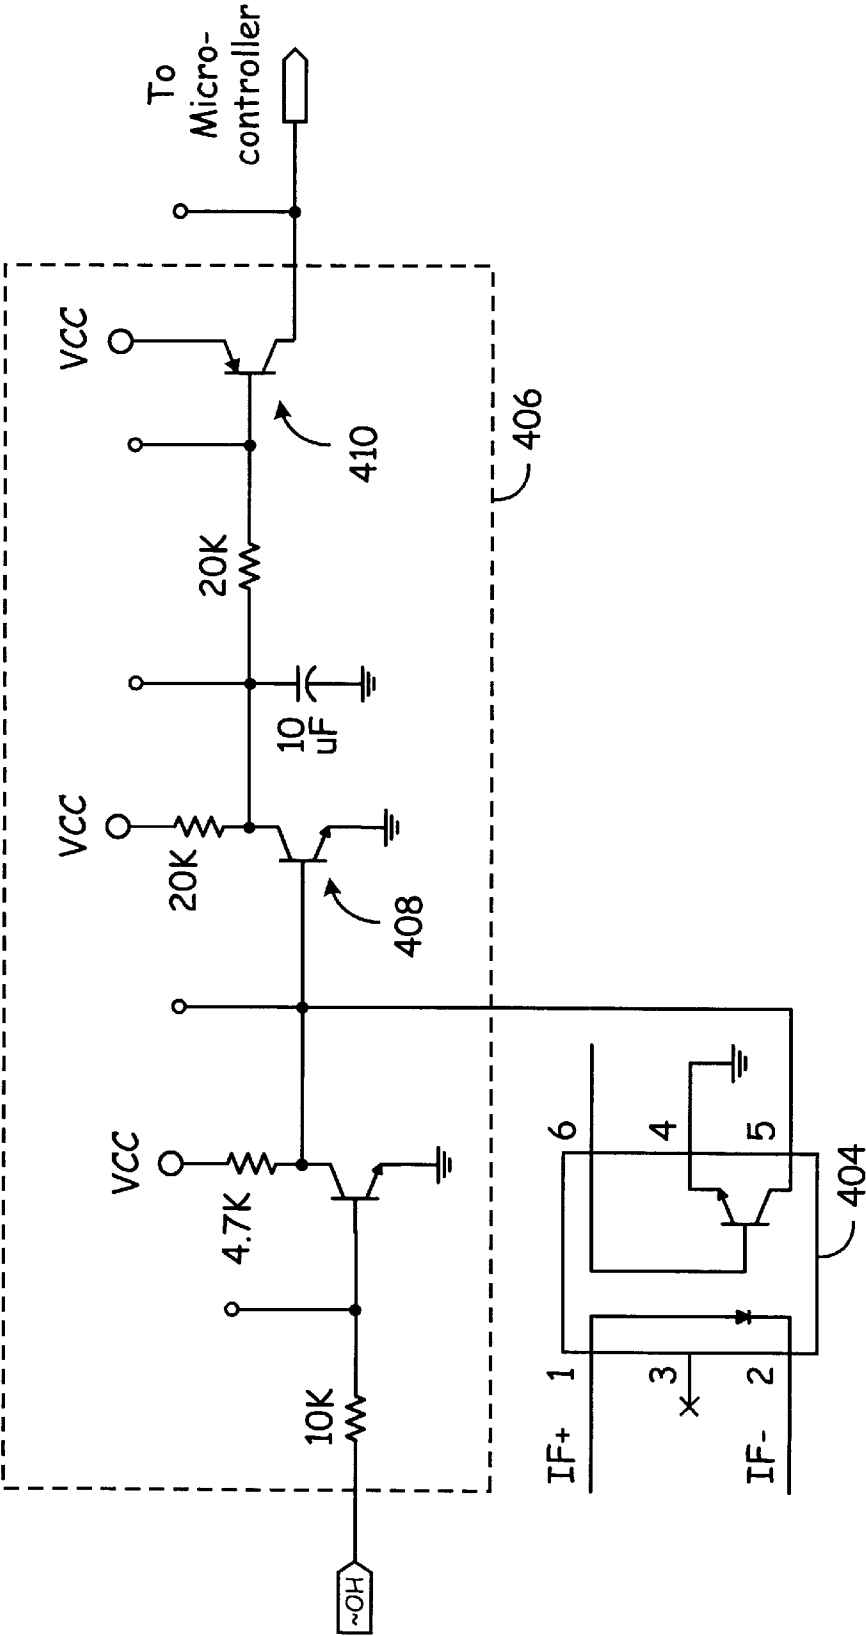 To
Micro-
controller
VCC
410
406
20K
10
uF
VCC
20K
408
VCC
4.7K
10K
~OH
6
4
5
404
1
3
2
IF+
IF-